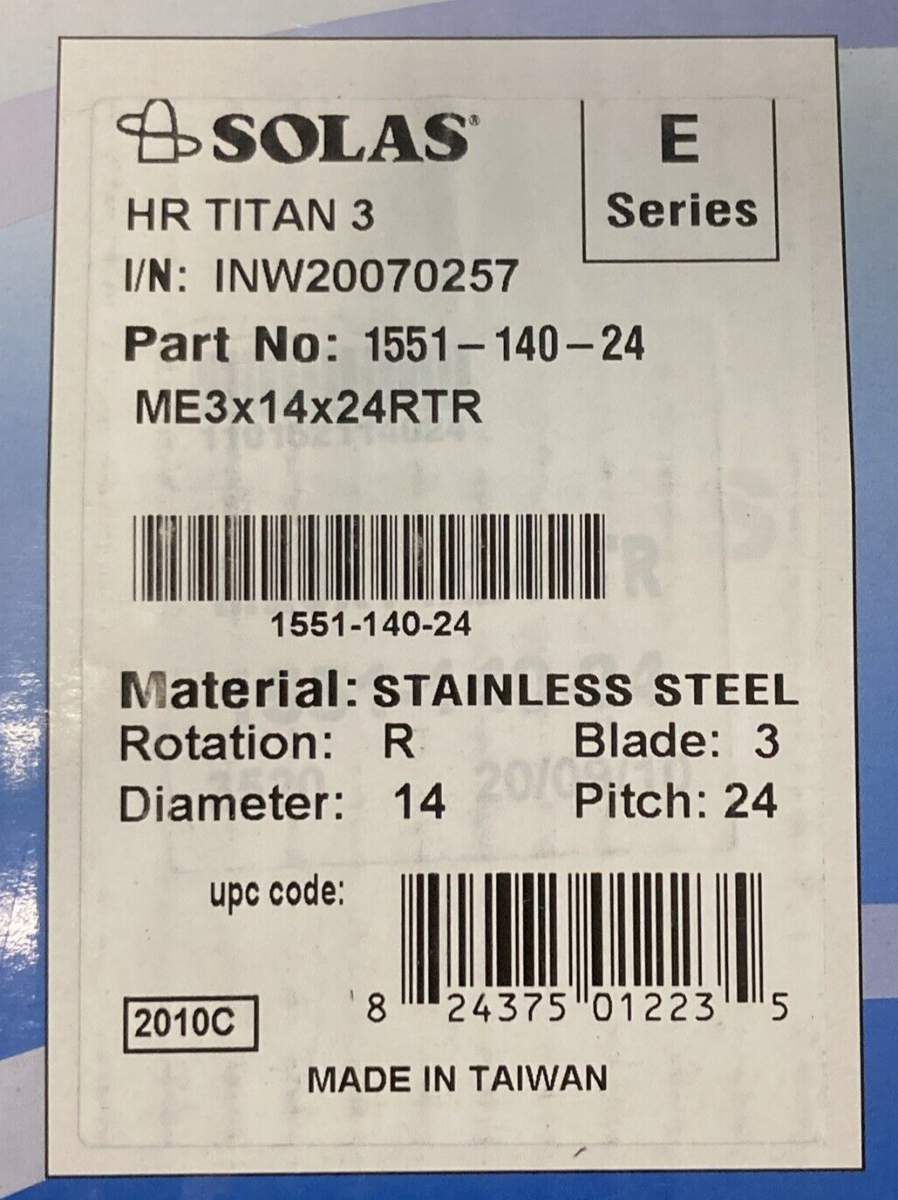 SOLAS®
E
Series
HR TITAN 3
I/N: INW20070257
Part No: 1551-140-24
ME3x14x24RTR
1551-140-24
Material: STAINLESS STEEL
Rotation: R Blade: 3
Diameter: 14 Pitch: 24
upc code:
8 24375 01223 5
2010C
MADE IN TAIWAN